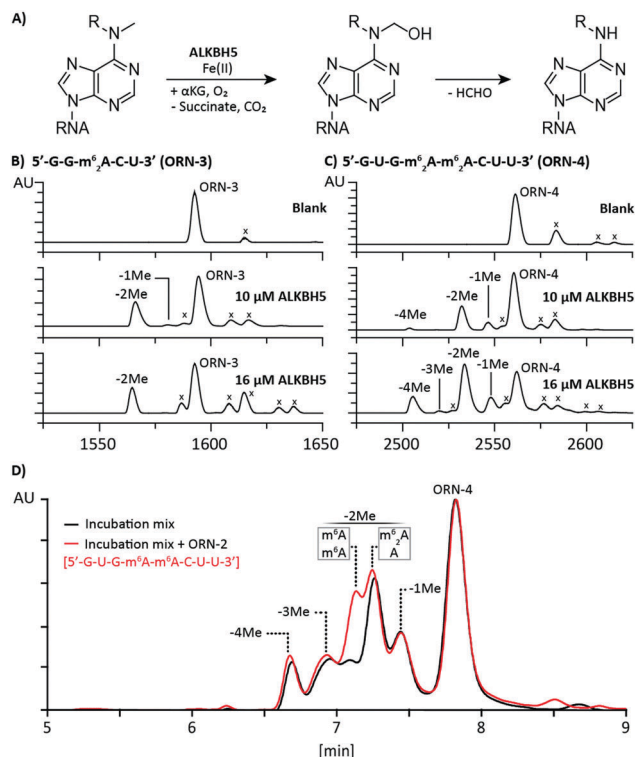 A)
R N
N N
N N
RNA
ALKBH5
Fe(II)
+ αKG, O₂
- Succinate, CO₂
R N OH
N N
N N
RNA
- HCHO
R NH
N N
N N
RNA
B) 5'-G-G-m⁶₂A-C-U-3' (ORN-3)
AU
ORN-3
Blank
x
-1Me
-2Me
ORN-3
10 µM ALKBH5
x x x
-2Me
ORN-3
16 µM ALKBH5
x x x x x
1550 1600 1650
C) 5'-G-U-G-m⁶₂A-m⁶₂A-C-U-U-3' (ORN-4)
AU
ORN-4
Blank
x x x
-4Me
-2Me
-1Me
ORN-4
10 µM ALKBH5
x x x
-4Me
-3Me
-2Me
-1Me
ORN-4
16 µM ALKBH5
x x x x x x
2500 2550 2600
D)
AU
Incubation mix
Incubation mix + ORN-2
[5'-G-U-G-m⁶A-m⁶A-C-U-U-3']
-4Me
-3Me
-2Me
m⁶A
m⁶A
m⁶₂A
A
-1Me
ORN-4
5 6 7 8 9
[min]